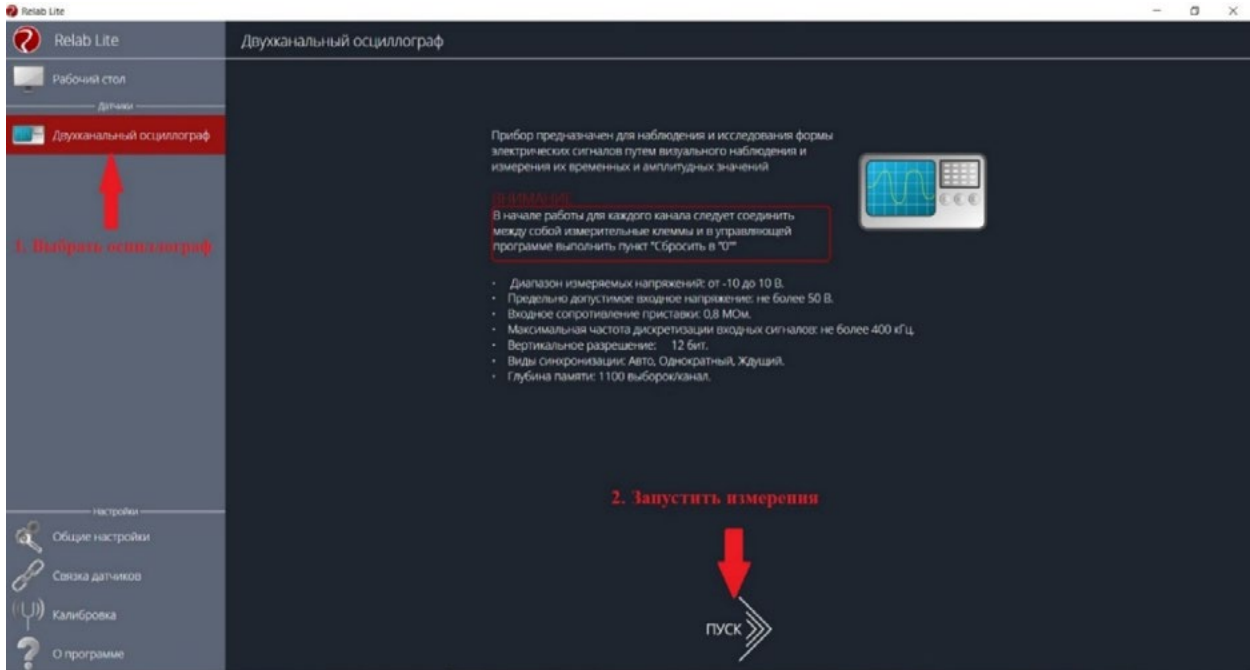 Relab Lite
Relab Lite
Двухканальный осциллограф
Рабочий стол
Датчики
Двухканальный осциллограф
1. Выбрать осциллограф
Прибор предназначен для наблюдения и исследования формы
электрических сигналов путем визуального наблюдения и
измерения их временных и амплитудных значений
ВНИМАНИЕ
В начале работы для каждого канала следует соединить
между собой измерительные клеммы и в управляющей
программе выполнить пункт "Сбросить в "0""
• Диапазон измеряемых напряжений: от -10 до 10 В.
• Предельно допустимое входное напряжение: не более 50 В.
• Входное сопротивление приставки: 0,8 МОм.
• Максимальная частота дискретизации входных сигналов: не более 400 кГц.
• Вертикальное разрешение: 12 бит.
• Виды синхронизации: Авто, Однократный, Ждущий.
• Глубина памяти: 1100 выборок/канал.
2. Запустить измерения
ПУСК
Настройки
Общие настройки
Связка датчиков
Калибровка
О программе